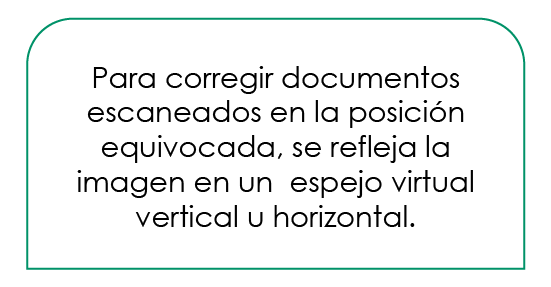 Para corregir documentos
escaneados en la posición
equivocada, se refleja la
imagen en un  espejo virtual
vertical u horizontal.